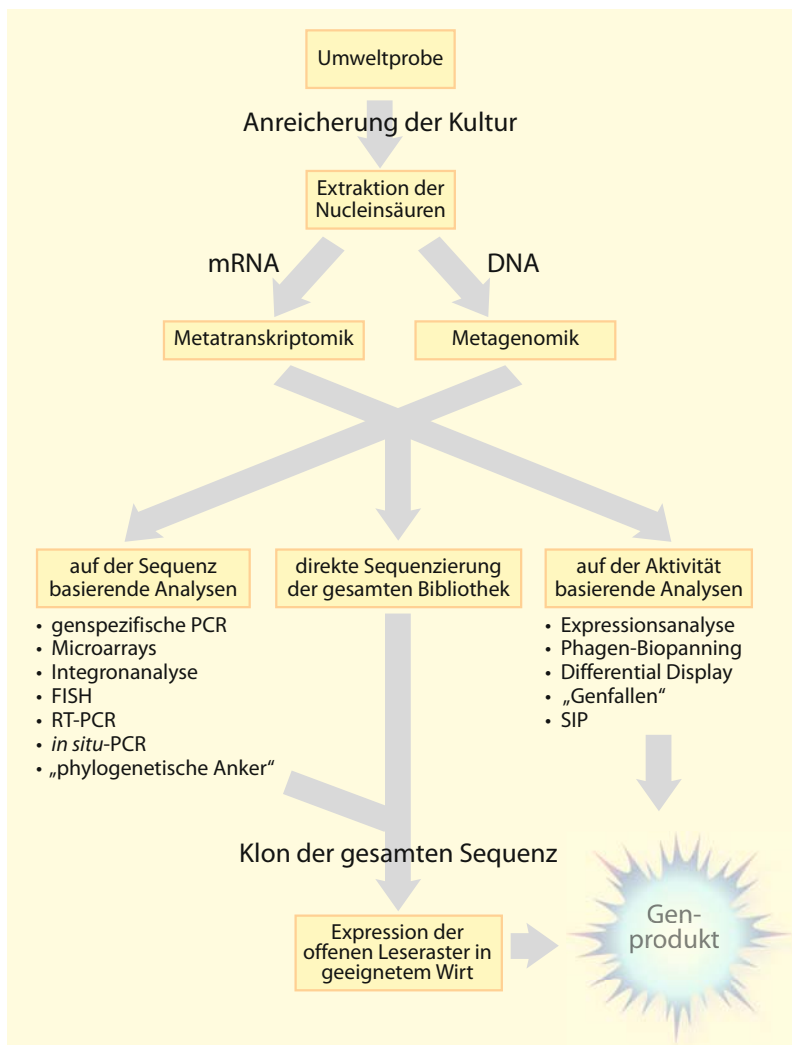 Umweltprobe
Anreicherung der Kultur
Extraktion der
Nucleinsäuren
mRNA
DNA
Metatranskriptomik
Metagenomik
auf der Sequenz
basierende Analysen
• genspezifische PCR
• Microarrays
• Integronanalyse
• FISH
• RT-PCR
• in situ-PCR
• „phylogenetische Anker“
direkte Sequenzierung
der gesamten Bibliothek
auf der Aktivität
basierende Analysen
• Expressionsanalyse
• Phagen-Biopanning
• Differential Display
• „Genfallen“
• SIP
Klon der gesamten Sequenz
Expression der
offenen Leseraster in
geeignetem Wirt
Gen-
produkt